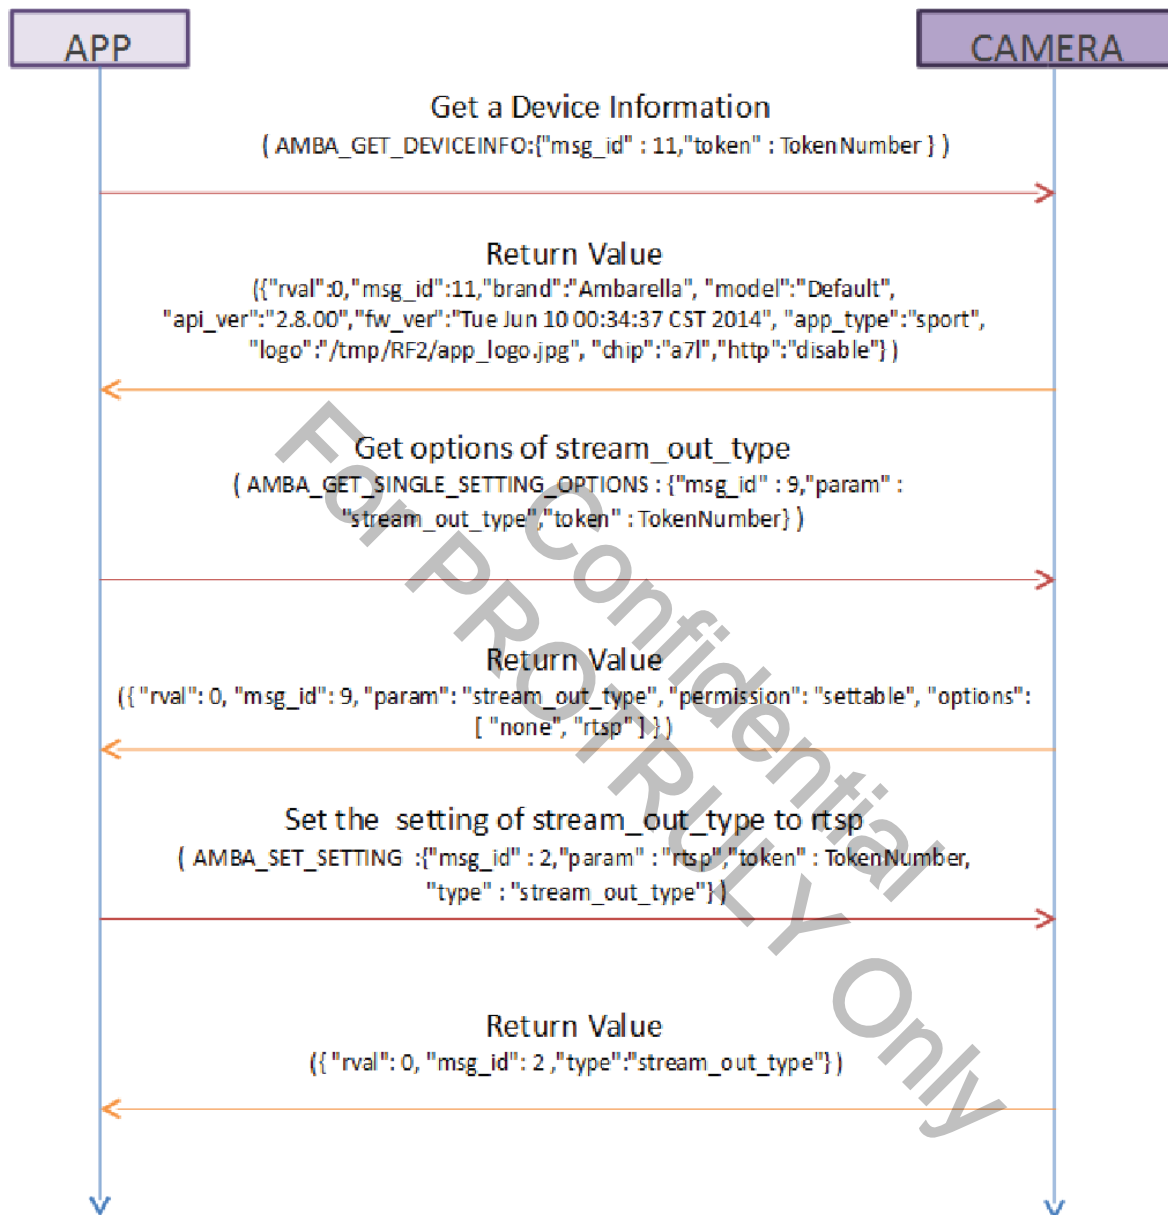 APP
CAMERA
Get a Device Information
( AMBA_GET_DEVICEINFO:{"msg_id" : 11,"token" : TokenNumber } )
Return Value
({"rval":0,"msg_id":11,"brand":"Ambarella", "model":"Default",
"api_ver":"2.8.00","fw_ver":"Tue Jun 10 00:34:37 CST 2014", "app_type":"sport",
"logo":"/tmp/RF2/app_logo.jpg", "chip":"a7l","http":"disable"} )
Get options of stream_out_type
( AMBA_GET_SINGLE_SETTING_OPTIONS : {"msg_id" : 9,"param" :
"stream_out_type","token" : TokenNumber} )
Return Value
({ "rval": 0, "msg_id": 9, "param": "stream_out_type", "permission": "settable", "options":
[ "none", "rtsp" ] } )
Set the  setting of stream_out_type to rtsp
( AMBA_SET_SETTING  :{"msg_id" : 2,"param" : "rtsp","token" : TokenNumber,
"type" : "stream_out_type"} )
Return Value
({ "rval": 0, "msg_id": 2 ,"type":"stream_out_type"} )
Confidential
For PROTRULY Only